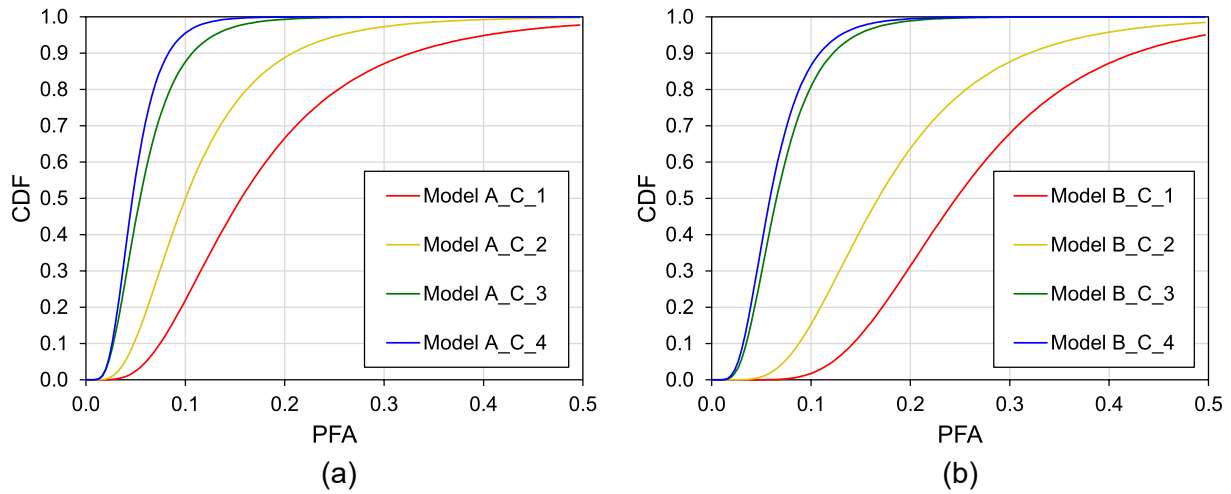 1.0
0.9
0.8
0.7
0.6
0.5
0.4
0.3
0.2
0.1
0.0
CDF
Model A_C_1
Model A_C_2
Model A_C_3
Model A_C_4
0.0 0.1 0.2 0.3 0.4 0.5
PFA
(a)
1.0
0.9
0.8
0.7
0.6
0.5
0.4
0.3
0.2
0.1
0.0
CDF
Model B_C_1
Model B_C_2
Model B_C_3
Model B_C_4
0.0 0.1 0.2 0.3 0.4 0.5
PFA
(b)